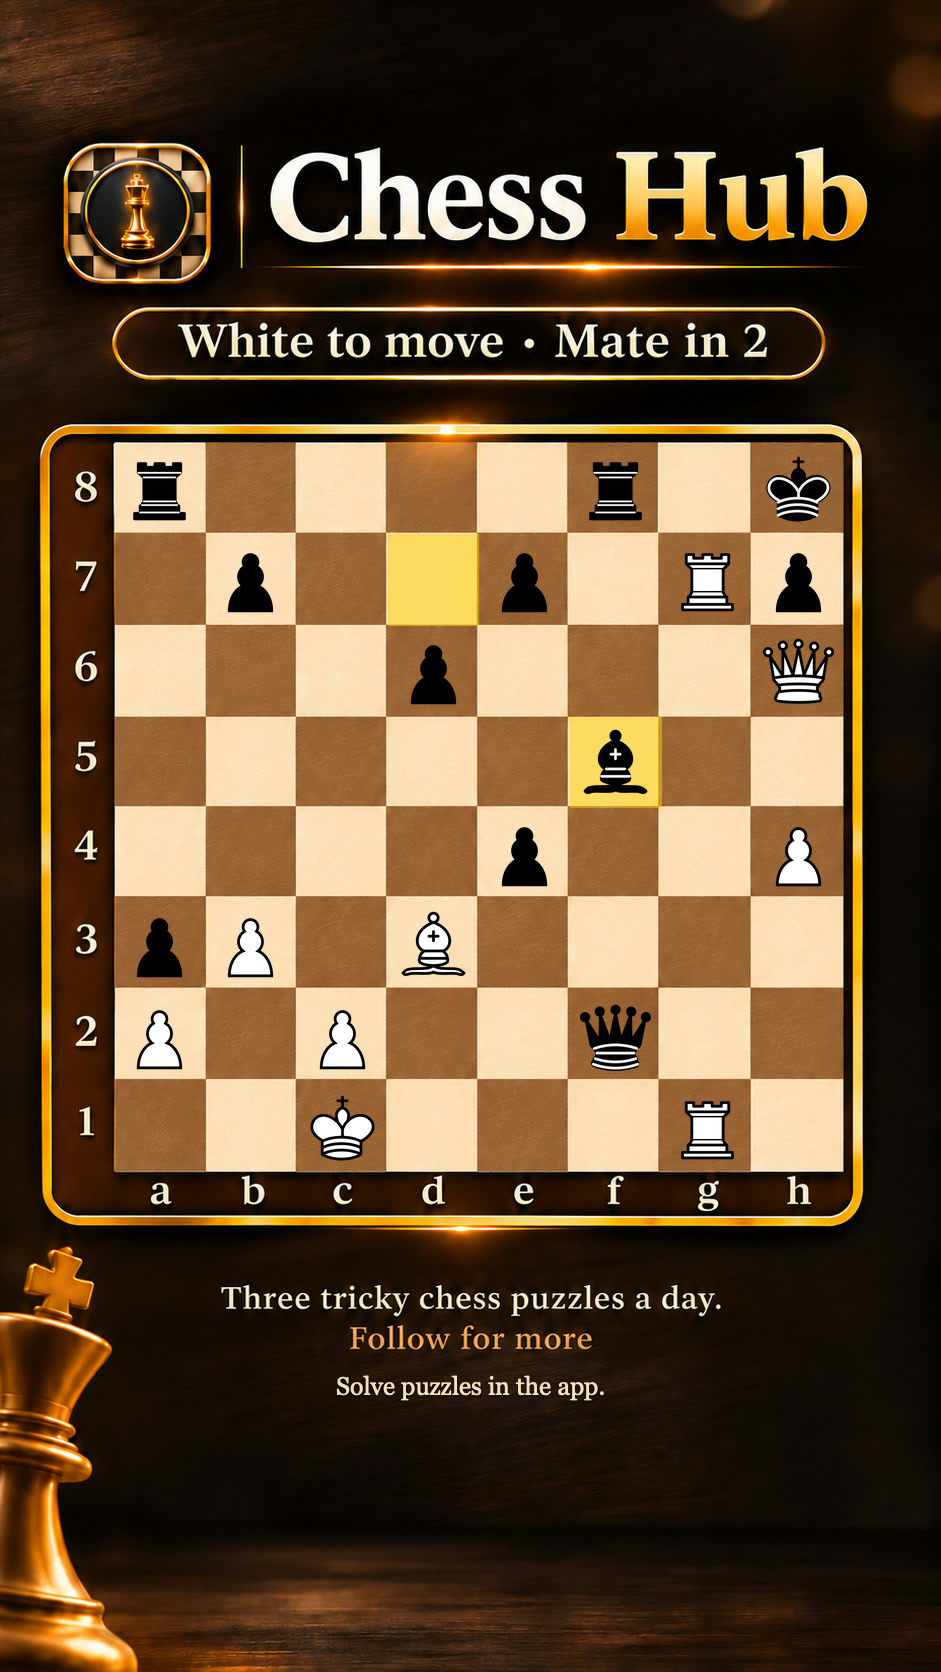 Chess Hub
White to move · Mate in 2
8
7
6
5
4
3
2
1
a b c d e f g h
Three tricky chess puzzles a day.
Follow for more
Solve puzzles in the app.